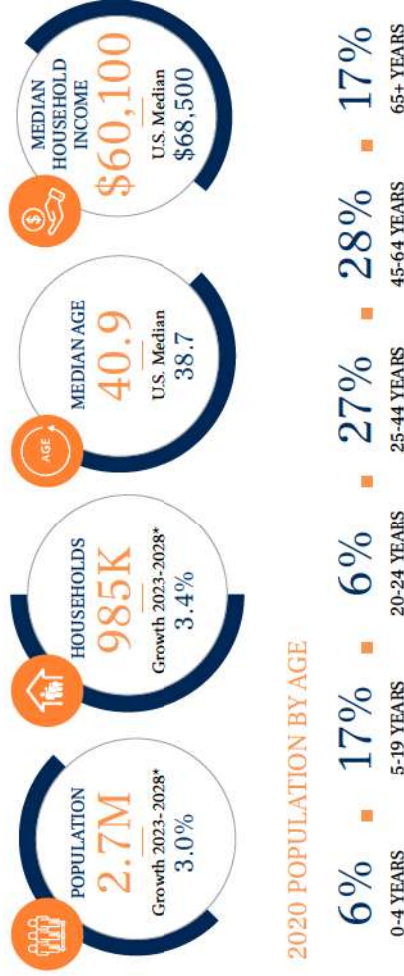 POPULATION
2.7M
Growth 2023-2028*
3.0%
HOUSEHOLDS
985K
Growth 2023-2028*
3.4%
AGE
MEDIAN AGE
40.9
U.S. Median
38.7
$
MEDIAN
HOUSEHOLD
INCOME
$60,100
U.S. Median
$68,500
2020 POPULATION BY AGE
6% 17% 6% 27% 28% 17%
0-4 YEARS 5-19 YEARS 20-24 YEARS 25-44 YEARS 45-64 YEARS 65+ YEARS